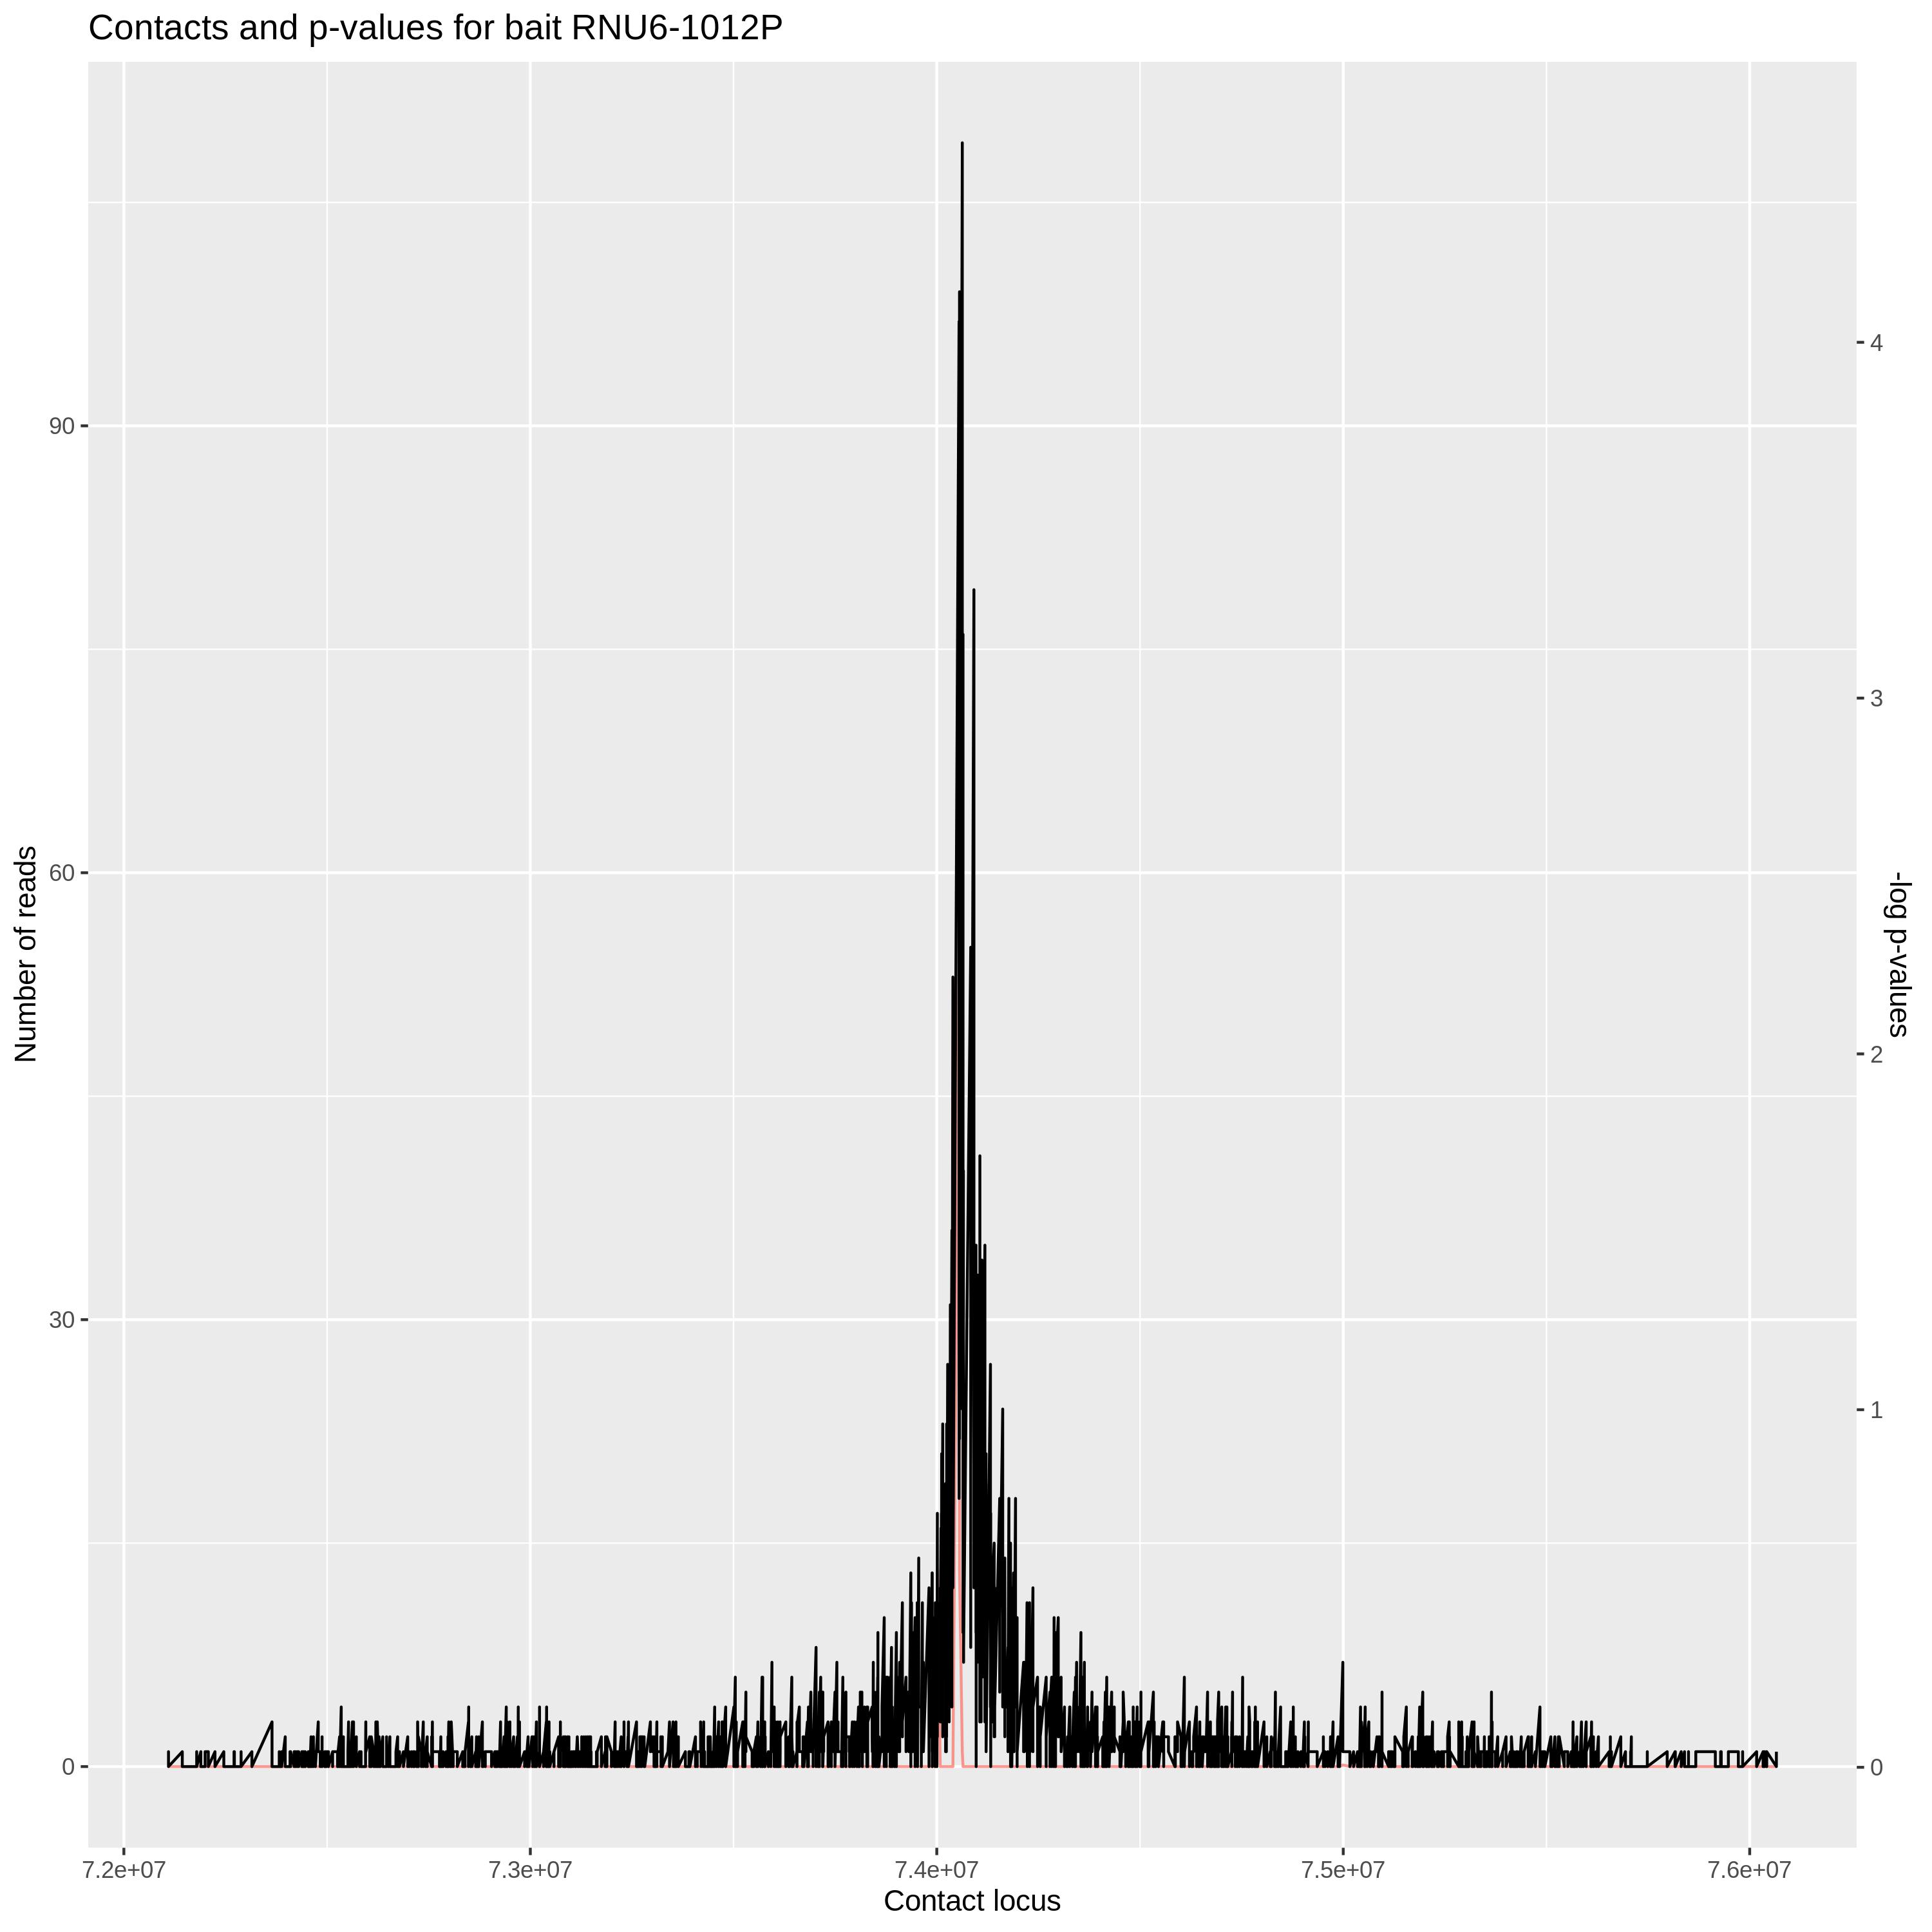 Contacts and p-values for bait RNU6-1012P
90
60
30
0
Number of reads
4
3
2
1
0
-log p-values
7.2e+07
7.3e+07
7.4e+07
7.5e+07
7.6e+07
Contact locus